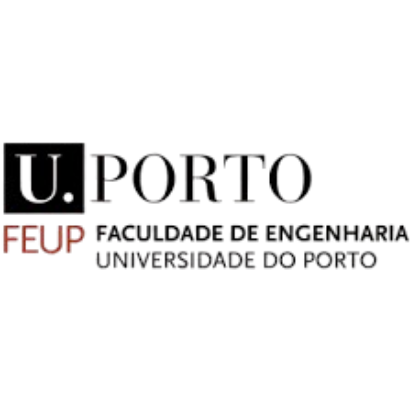 U.PORTO
FEUP FACULDADE DE ENGENHARIA
UNIVERSIDADE DO PORTO